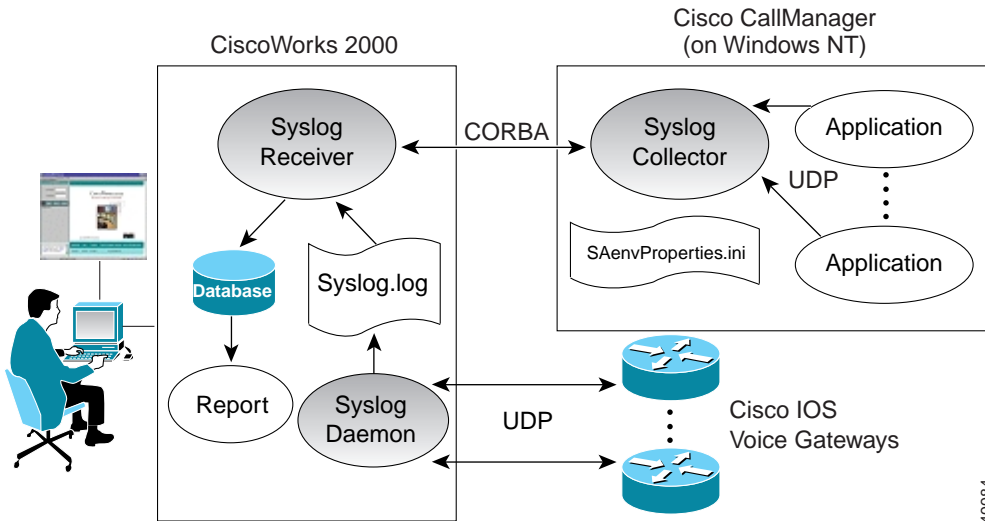 CiscoWorks 2000
Cisco CallManager
(on Windows NT)
Syslog
Receiver
CORBA
Syslog
Collector
Application
UDP
Application
SAenvProperties.ini
Database
Syslog.log
Report
Syslog
Daemon
UDP
Cisco IOS
Voice Gateways